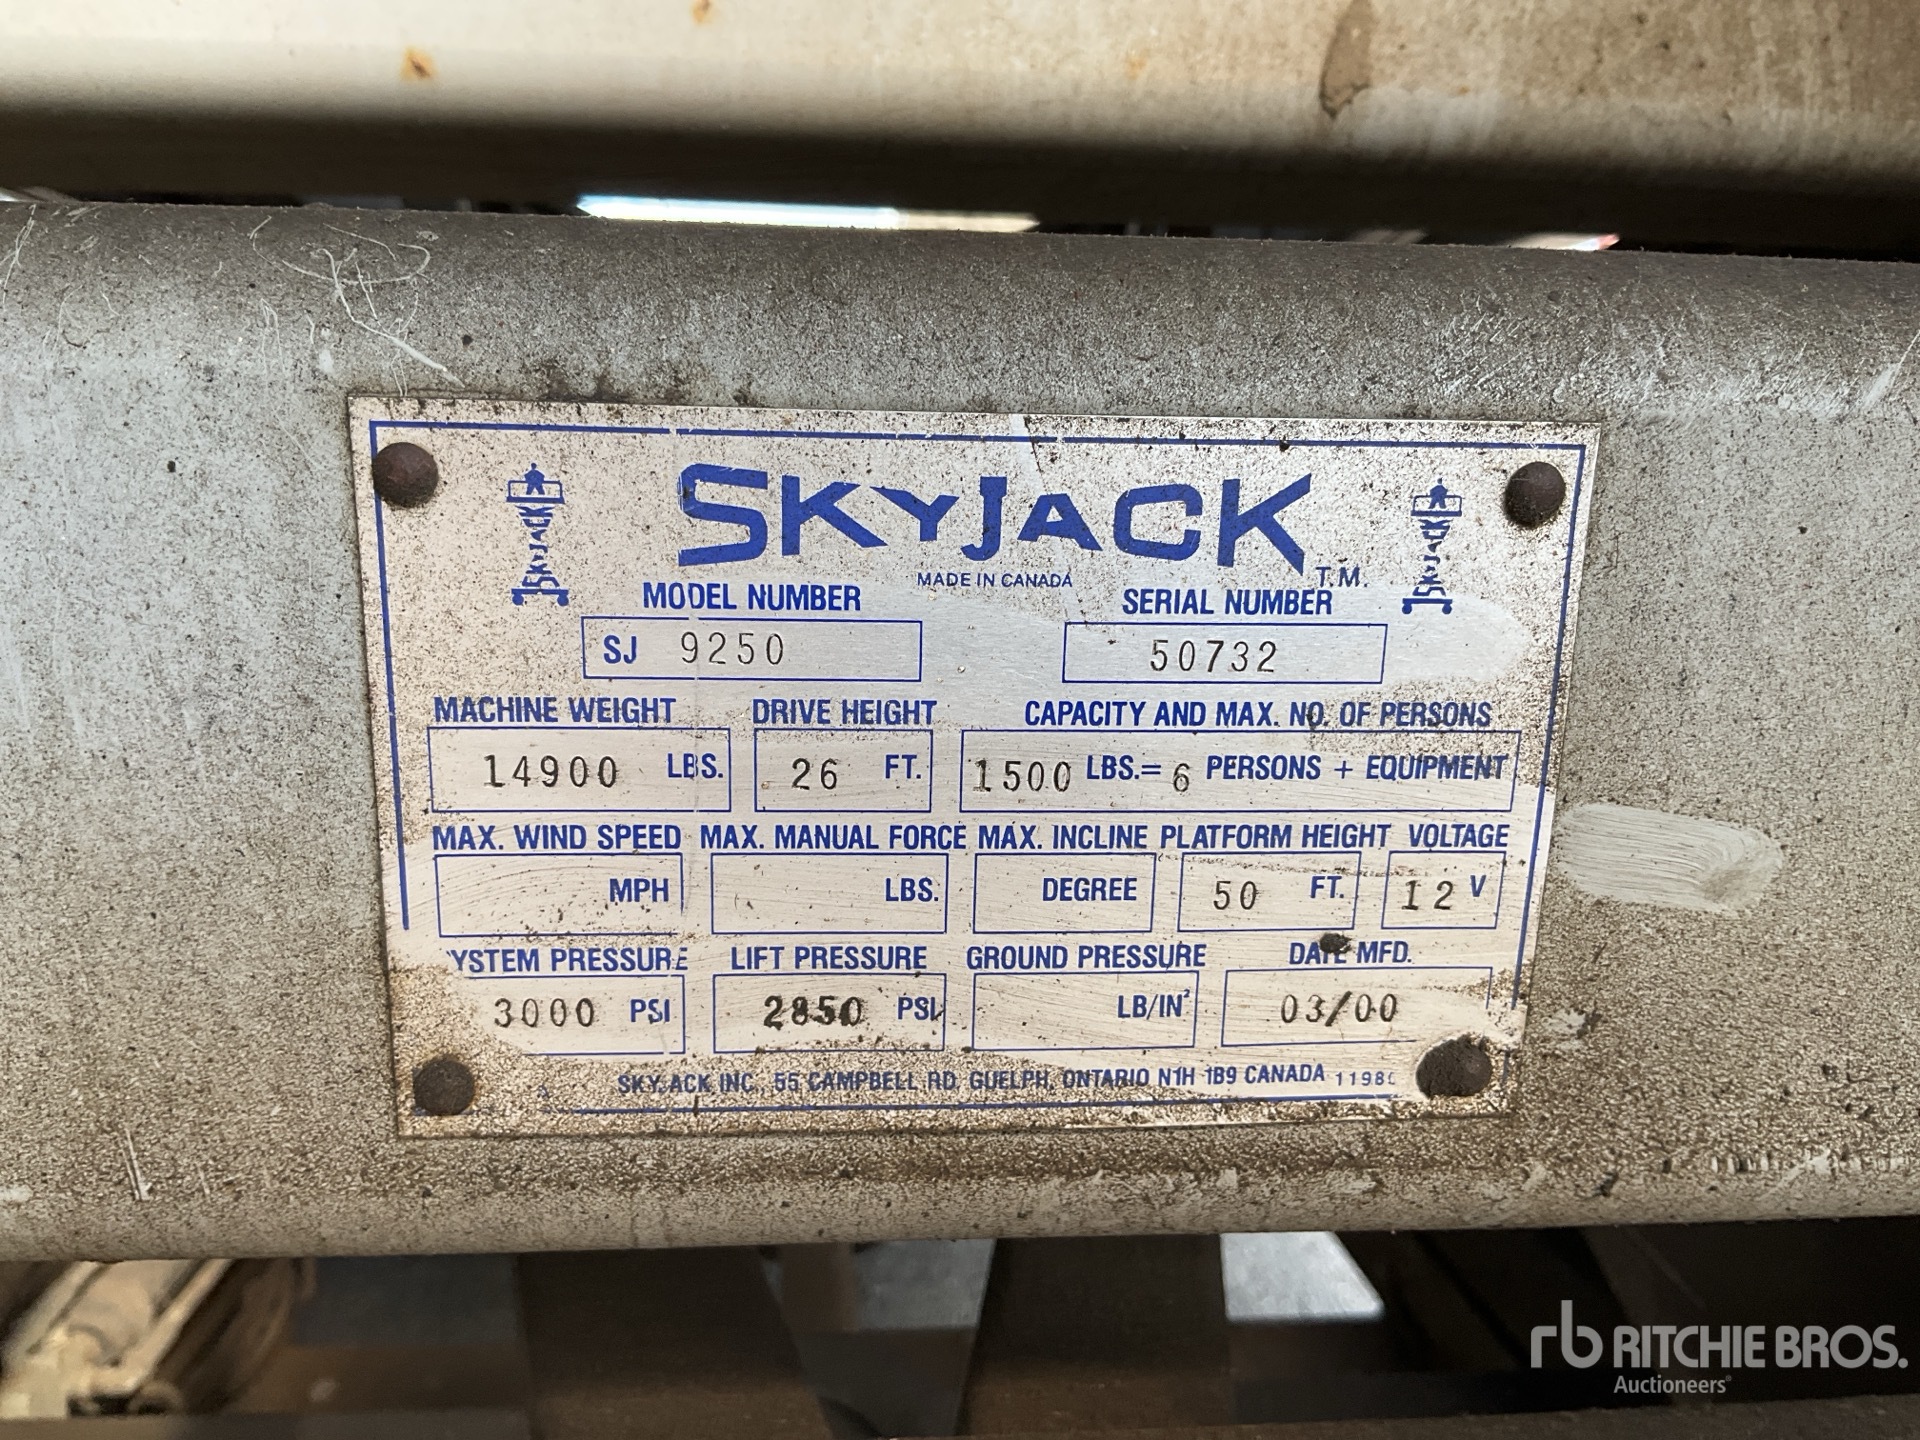 SKYJACK T.M.
MADE IN CANADA
SKYJACK
SKYJACK
MODEL NUMBER SERIAL NUMBER
SJ 9250 50732
MACHINE WEIGHT DRIVE HEIGHT CAPACITY AND MAX. NO. OF PERSONS
14900 LBS. 26 FT. 1500 LBS.= 6 PERSONS + EQUIPMENT
MAX. WIND SPEED MAX. MANUAL FORCE MAX. INCLINE PLATFORM HEIGHT VOLTAGE
MPH LBS. DEGREE 50 FT. 12 V
YSTEM PRESSURE LIFT PRESSURE GROUND PRESSURE DATE MFD.
3000 PSI 2850 PSI LB/IN² 03/00
SKYJACK INC., 55 CAMPBELL RD. GUELPH, ONTARIO N1H 1B9 CANADA
rb RITCHIE BROS.
Auctioneers®